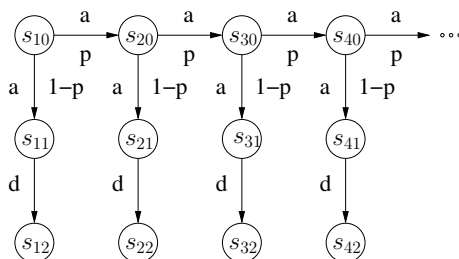 a a a a
s10 s20 s30 s40 °°°
p p p p
a 1–p a 1–p a 1–p a 1–p
s11 s21 s31 s41
d d d d
s12 s22 s32 s42